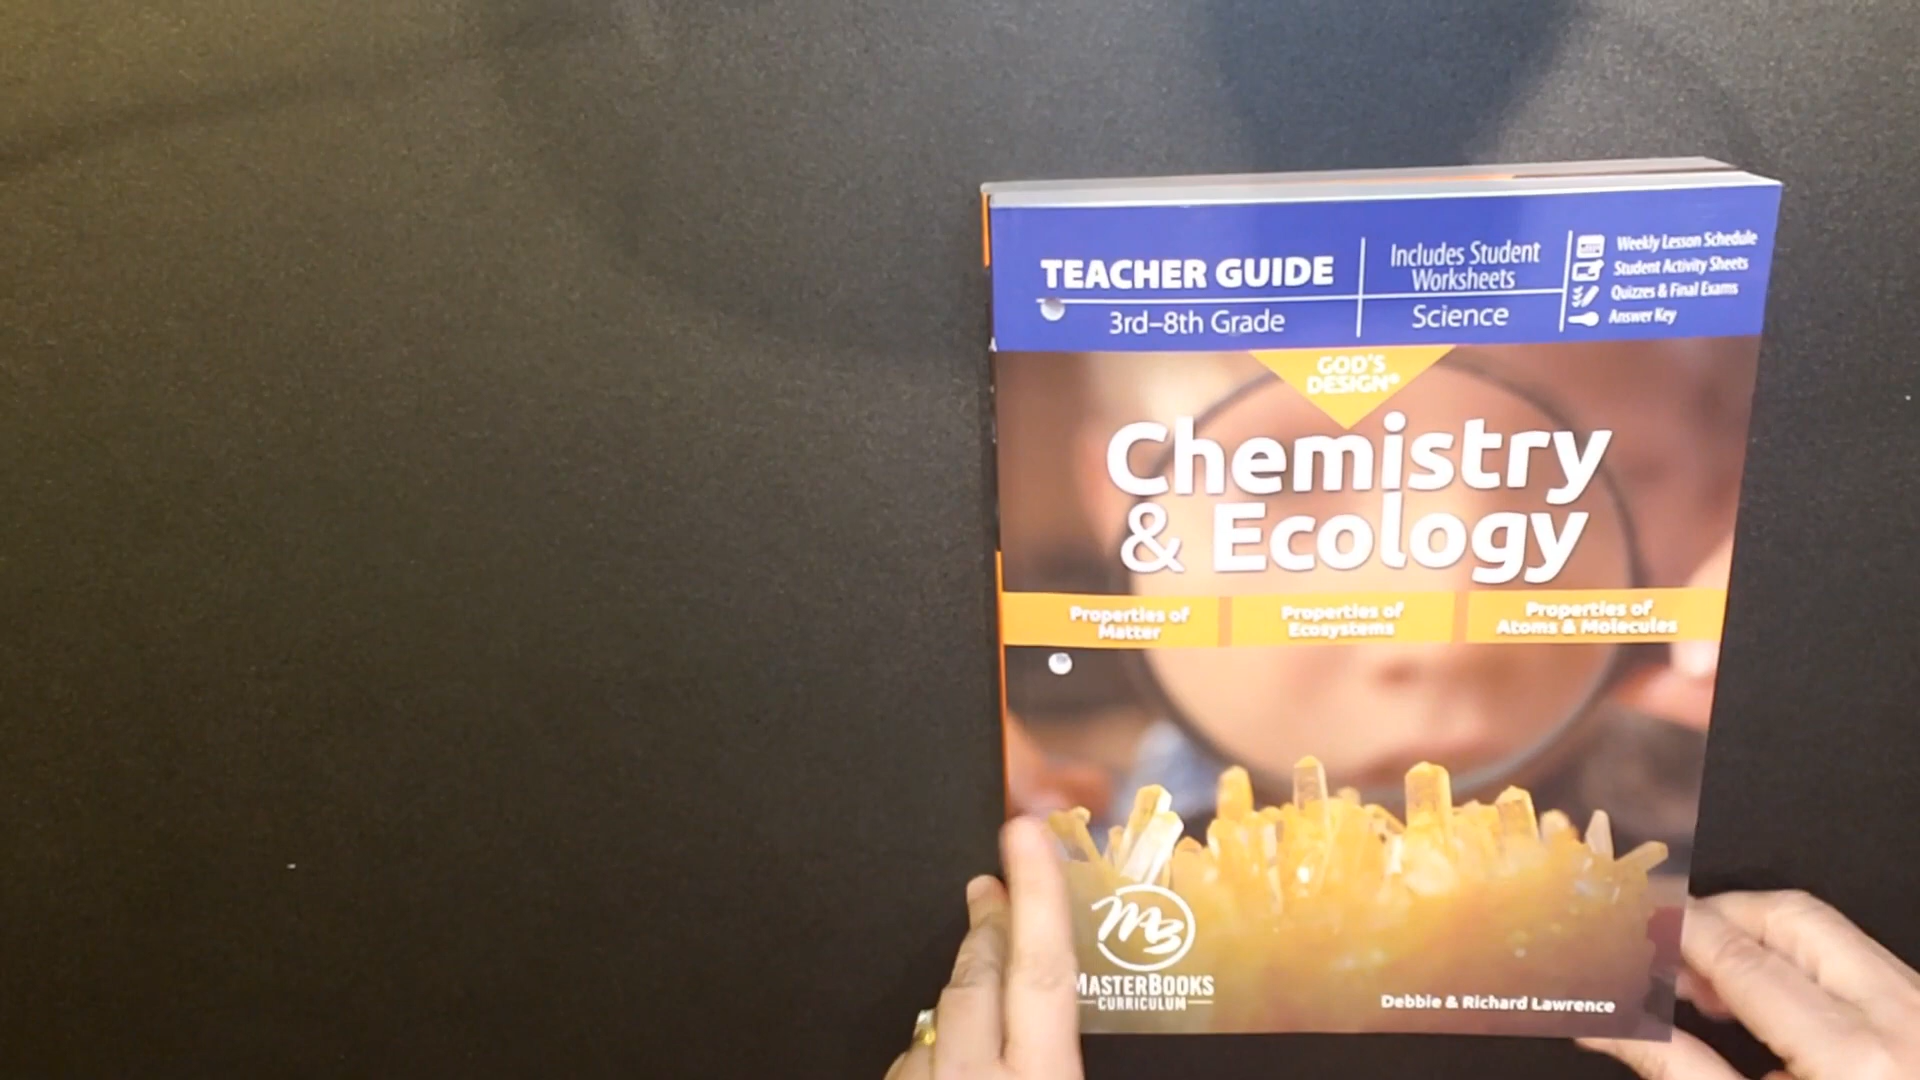 TEACHER GUIDE
3rd–8th Grade
Includes Student
Worksheets
Science
Weekly Lesson Schedule
Student Activity Sheets
Quizzes & Final Exams
Answer Key
GOD'S
DESIGN®
Chemistry
& Ecology
Properties of
Matter
Properties of
Ecosystems
Properties of
Atoms & Molecules
MB
MASTERBOOKS
CURRICULUM
Debbie & Richard Lawrence